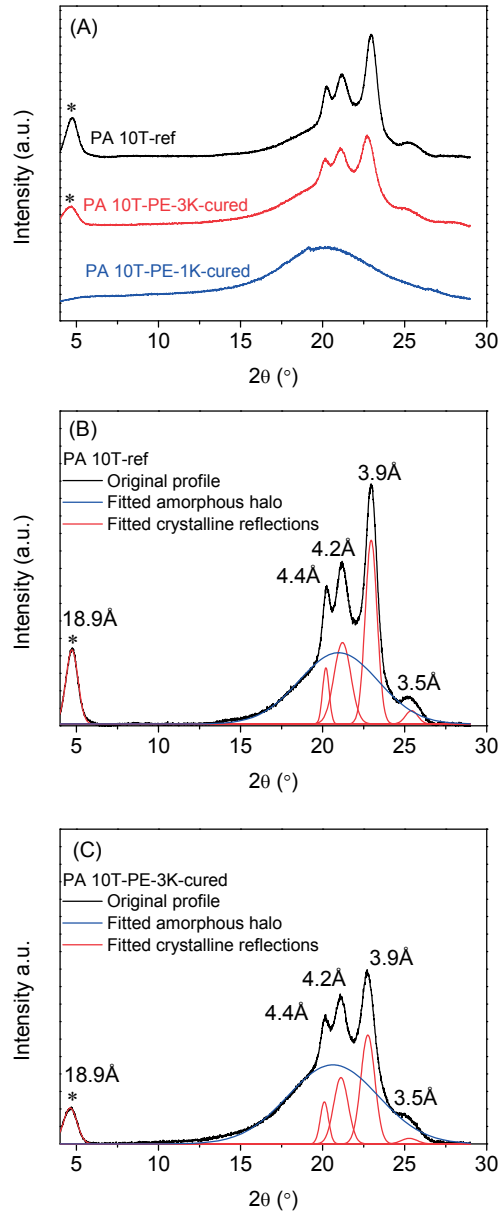 (A)
*
PA 10T-ref
*
PA 10T-PE-3K-cured
PA 10T-PE-1K-cured
Intensity (a.u.)
5 10 15 20 25 30
2θ (°)
(B)
PA 10T-ref
Original profile
Fitted amorphous halo
Fitted crystalline reflections
3.9Å
4.2Å
4.4Å
18.9Å
*
3.5Å
Intensity (a.u.)
5 10 15 20 25 30
2θ (°)
(C)
PA 10T-PE-3K-cured
Original profile
Fitted amorphous halo
Fitted crystalline reflections
3.9Å
4.2Å
4.4Å
18.9Å
*
3.5Å
Intensity a.u.
5 10 15 20 25 30
2θ (°)